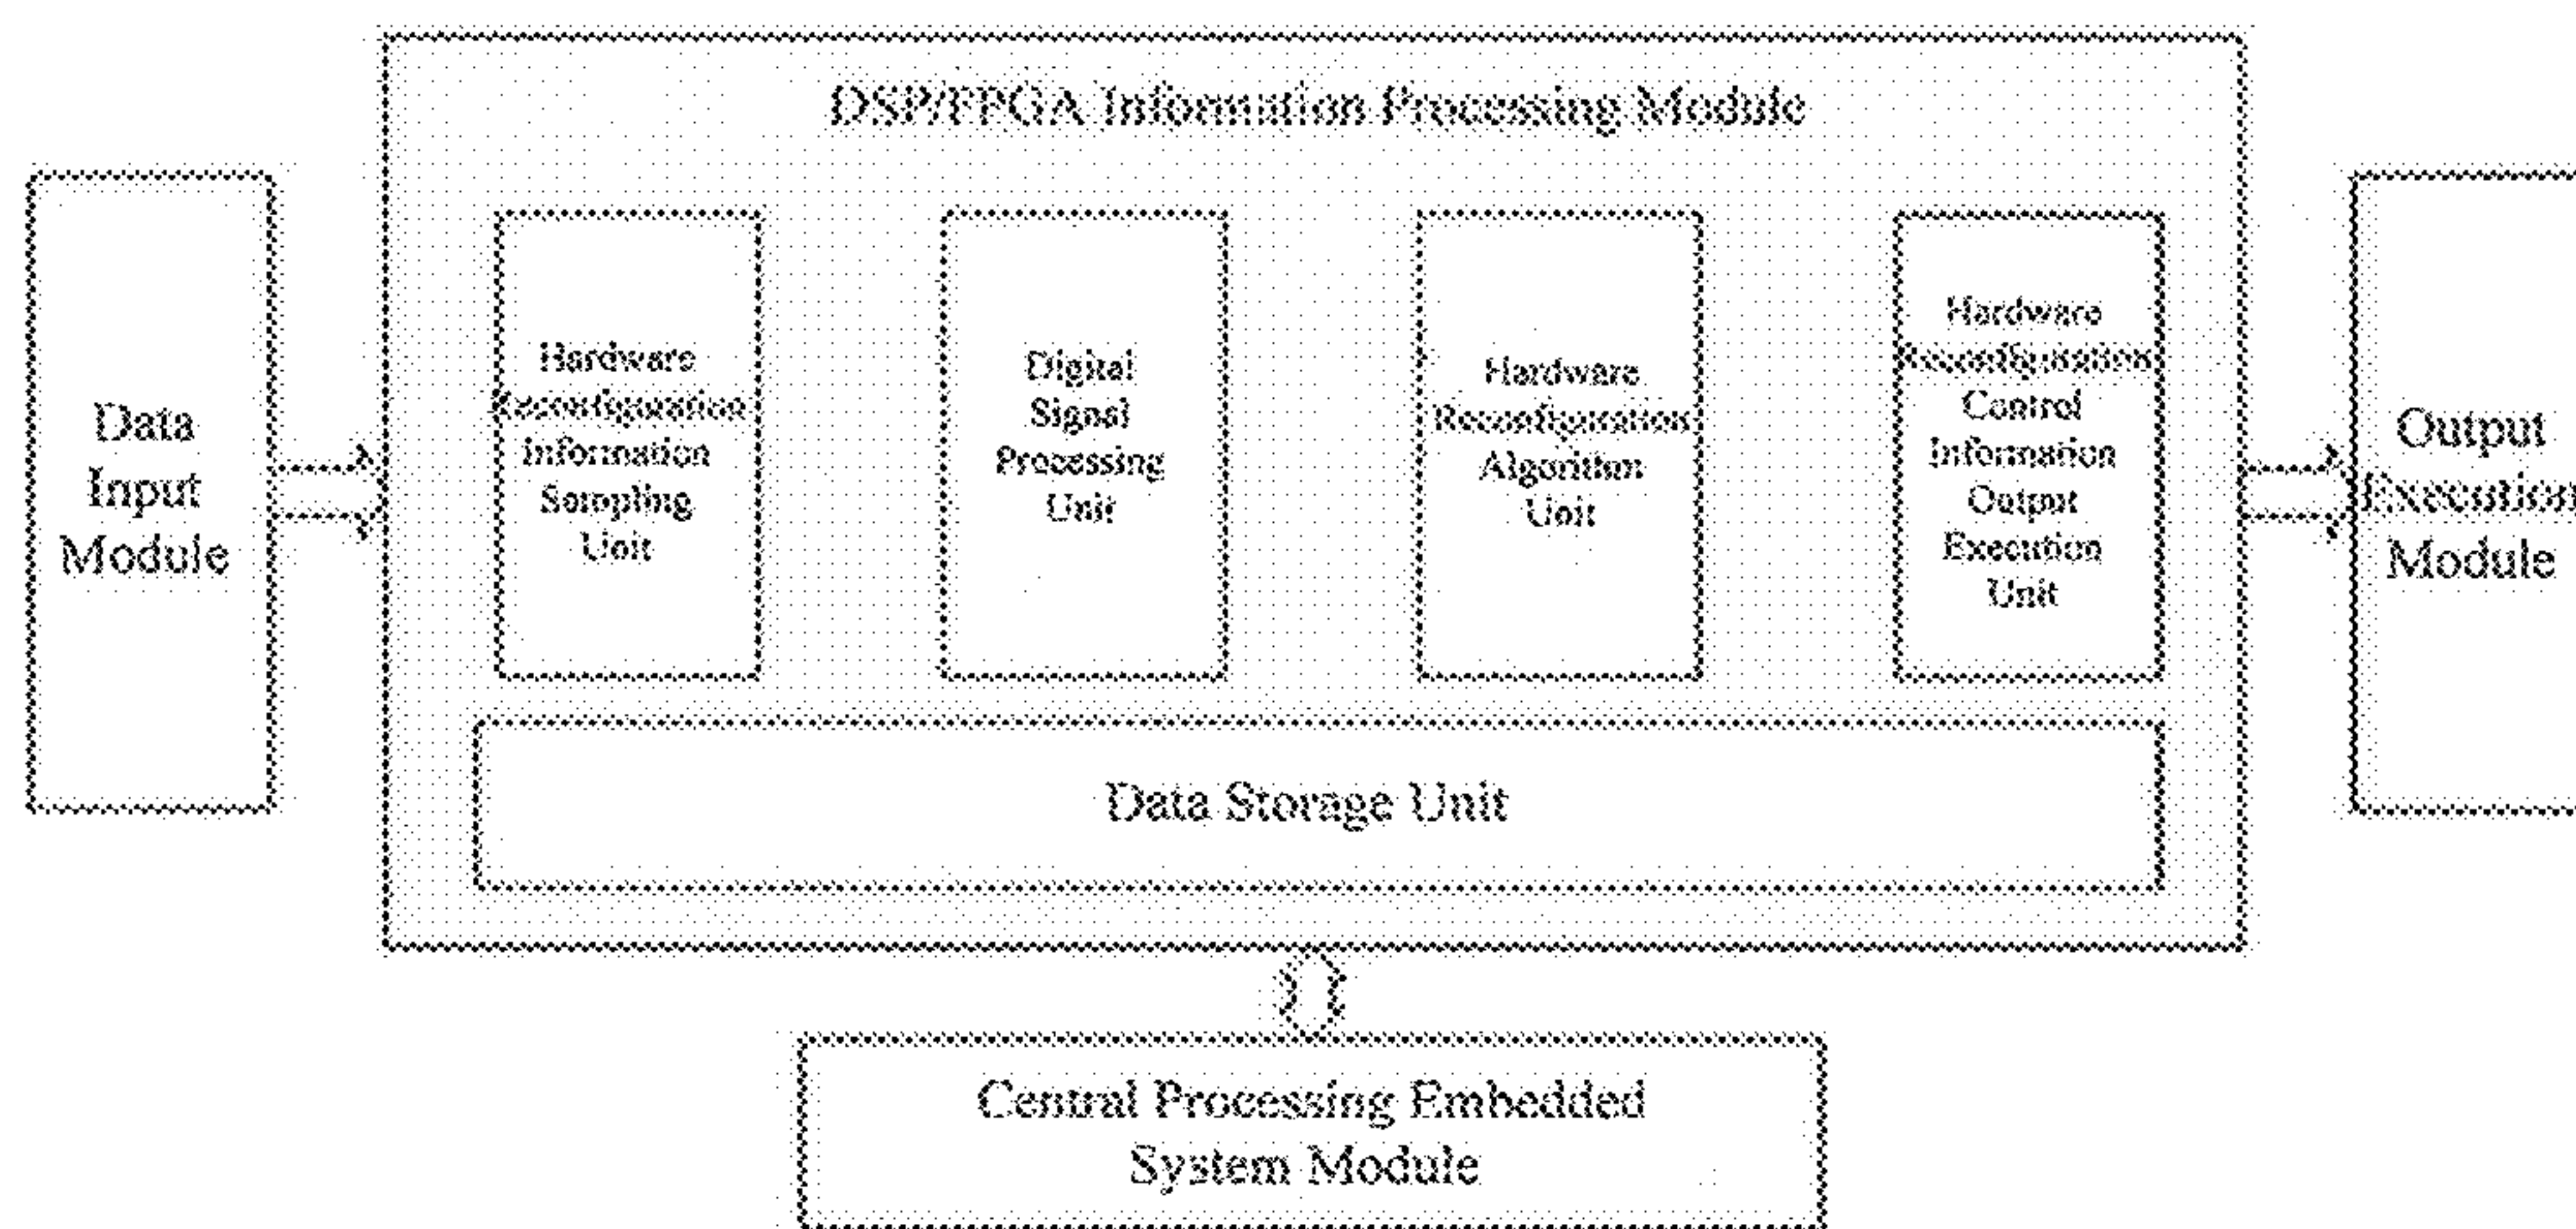 DSP/FPGA Information Processing Module
Data
Input
Module
Hardware
Reconfiguration
Information
Sampling
Unit
Digital
Signal
Processing
Unit
Hardware
Reconfiguration
Algorithm
Unit
Hardware
Reconfiguration
Control
Information
Output
Execution
Unit
Output
Execution
Module
Data Storage Unit
Central Processing Embedded
System Module